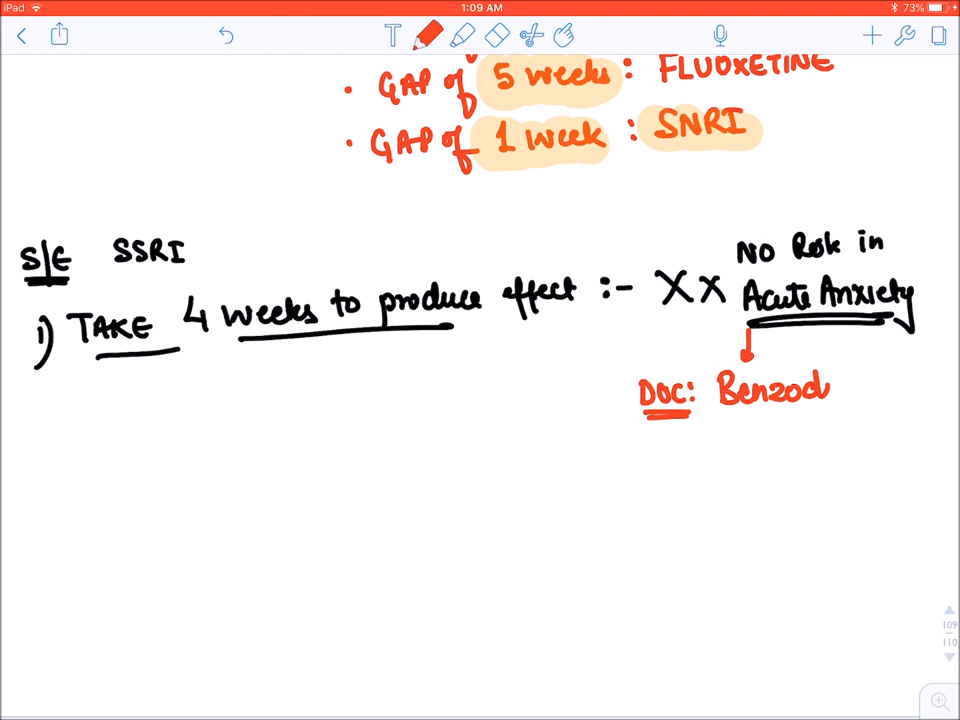 iPad
1:09 AM
73%
T
• GAP of 5 weeks : FLUOXETINE
• GAP of 1 week : SNRI
S/E SSRI
i) TAKE 4 weeks to produce effect :- XX No Role in
Acute Anxiety
DOC: Benzod
109
110